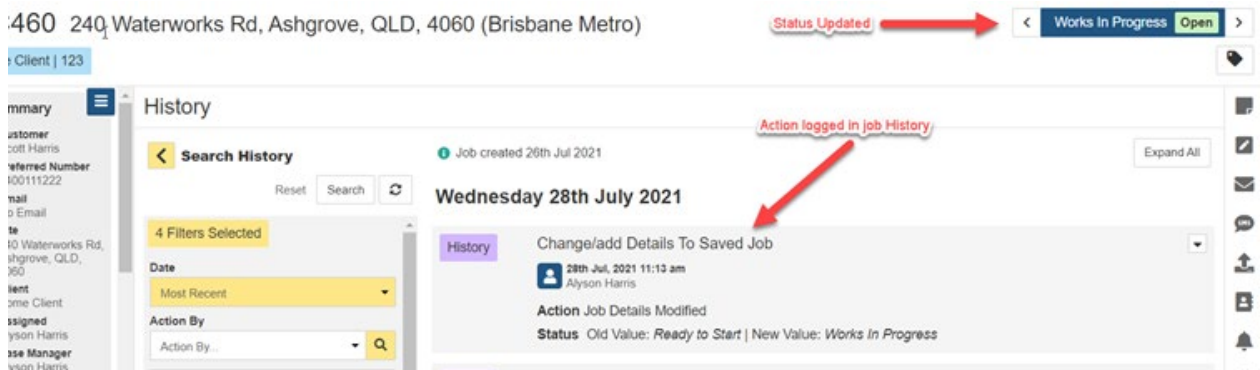 460 240 Waterworks Rd, Ashgrove, QLD, 4060 (Brisbane Metro)
Status Updated
Works In Progress Open
Client | 123
mmary
History
ustomer
cott Harris
referred Number
400111222
mail
o Email
te
40 Waterworks Rd,
shgrove, QLD,
060
lient
ome Client
ssigned
yson Harris
ase Manager
yson Harris
Search History
Reset Search
4 Filters Selected
Date
Most Recent
Action By
Action By...
Action logged in job History
Job created 26th Jul 2021
Expand All
Wednesday 28th July 2021
History
Change/add Details To Saved Job
28th Jul, 2021 11:13 am
Alyson Harris
Action Job Details Modified
Status Old Value: Ready to Start | New Value: Works In Progress